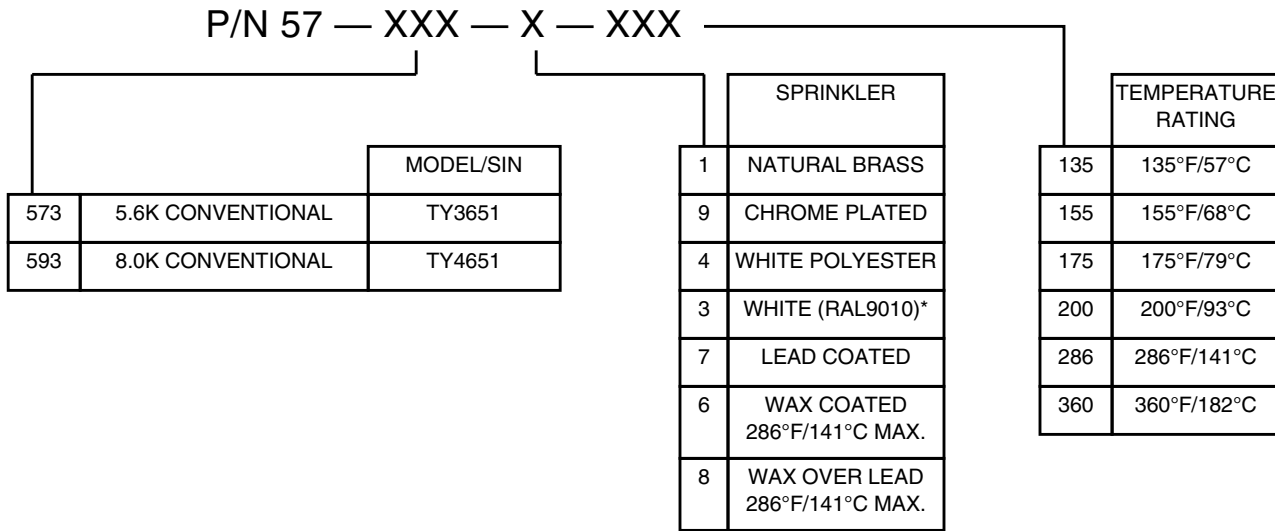 P/N 57 — XXX — X — XXX
MODEL/SIN
573 5.6K CONVENTIONAL TY3651
593 8.0K CONVENTIONAL TY4651
SPRINKLER
1 NATURAL BRASS
9 CHROME PLATED
4 WHITE POLYESTER
3 WHITE (RAL9010)*
7 LEAD COATED
6 WAX COATED
286°F/141°C MAX.
8 WAX OVER LEAD
286°F/141°C MAX.
TEMPERATURE
RATING
135 135°F/57°C
155 155°F/68°C
175 175°F/79°C
200 200°F/93°C
286 286°F/141°C
360 360°F/182°C